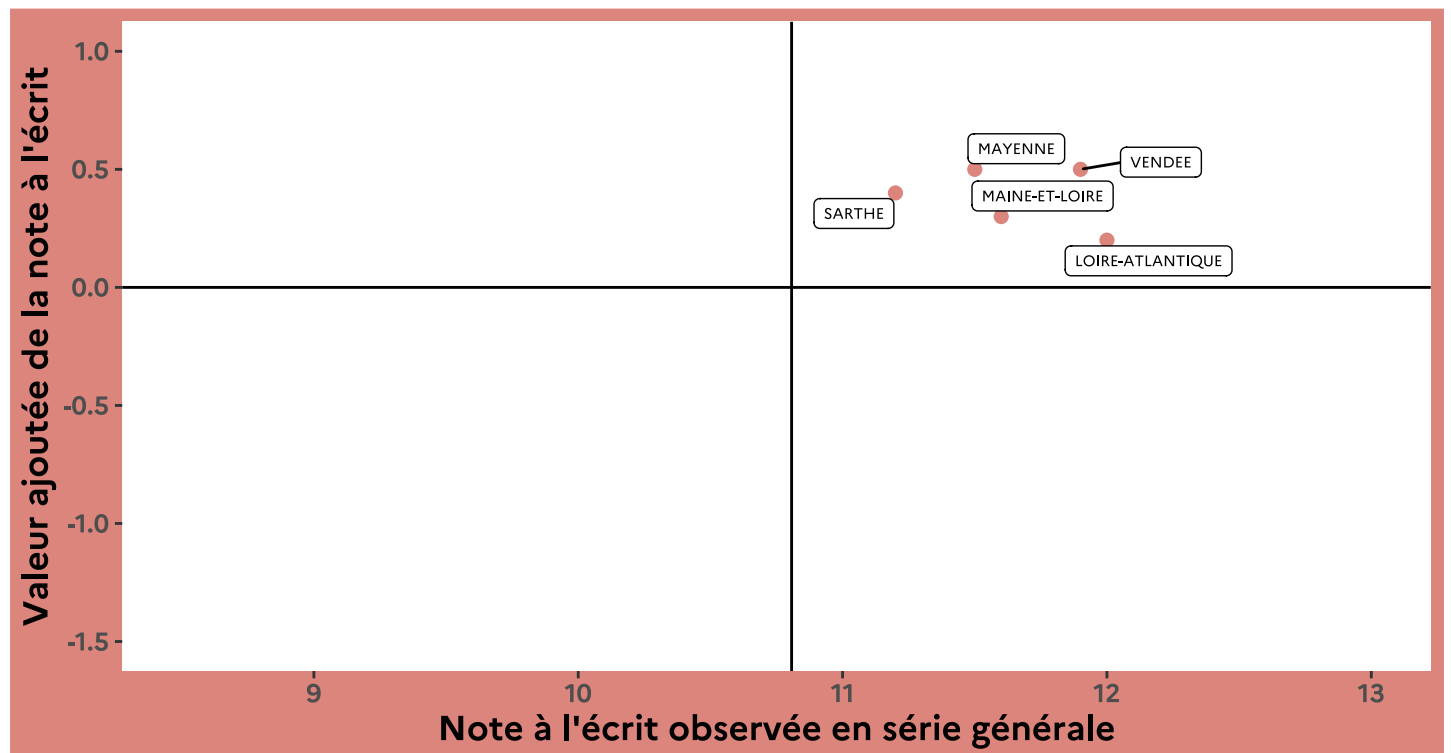 Valeur ajoutée de la note à l'écrit
1.0
0.5
0.0
-0.5
-1.0
-1.5
MAYENNE
VENDEE
MAINE-ET-LOIRE
SARTHE
LOIRE-ATLANTIQUE
9
10
11
12
13
Note à l'écrit observée en série générale